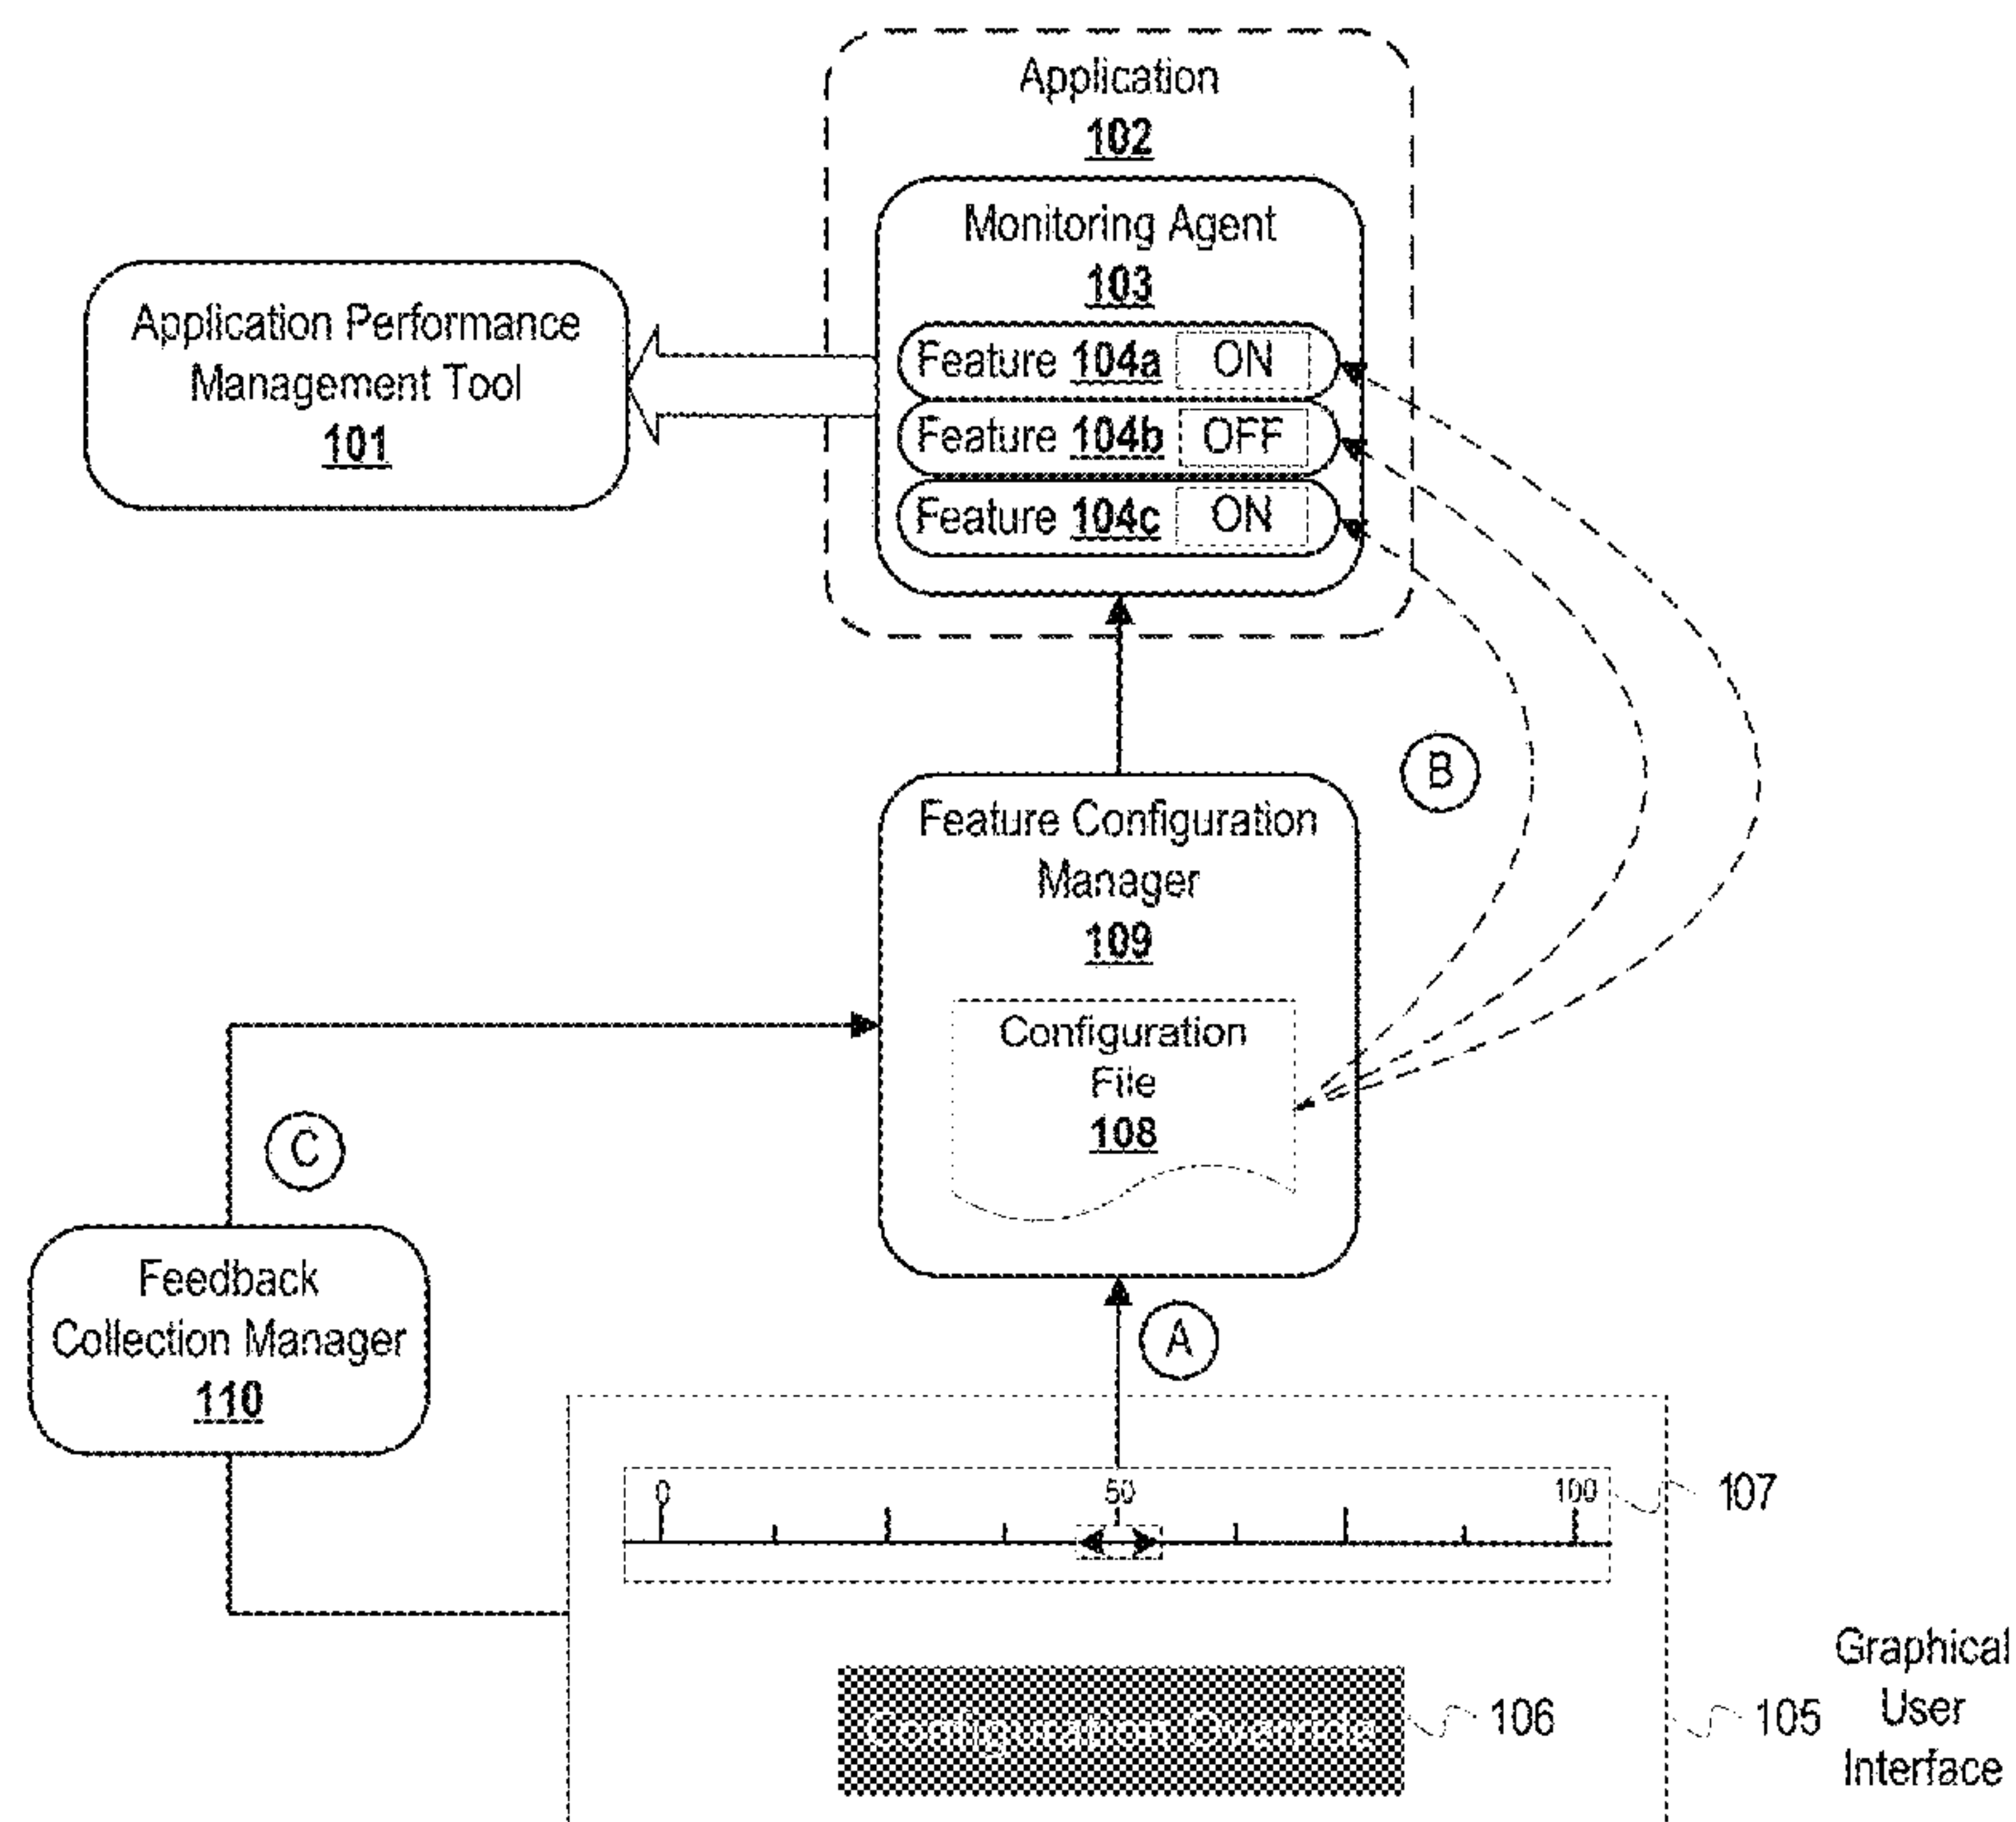 Application
102
Monitoring Agent
103
Application Performance
Management Tool
101
Feature 104a ON
Feature 104b OFF
Feature 104c ON
B
Feature Configuration
Manager
109
Configuration
File
108
C
Feedback
Collection Manager
110
A
0 50 100
107
Configuration Override
106
105
Graphical
User
Interface